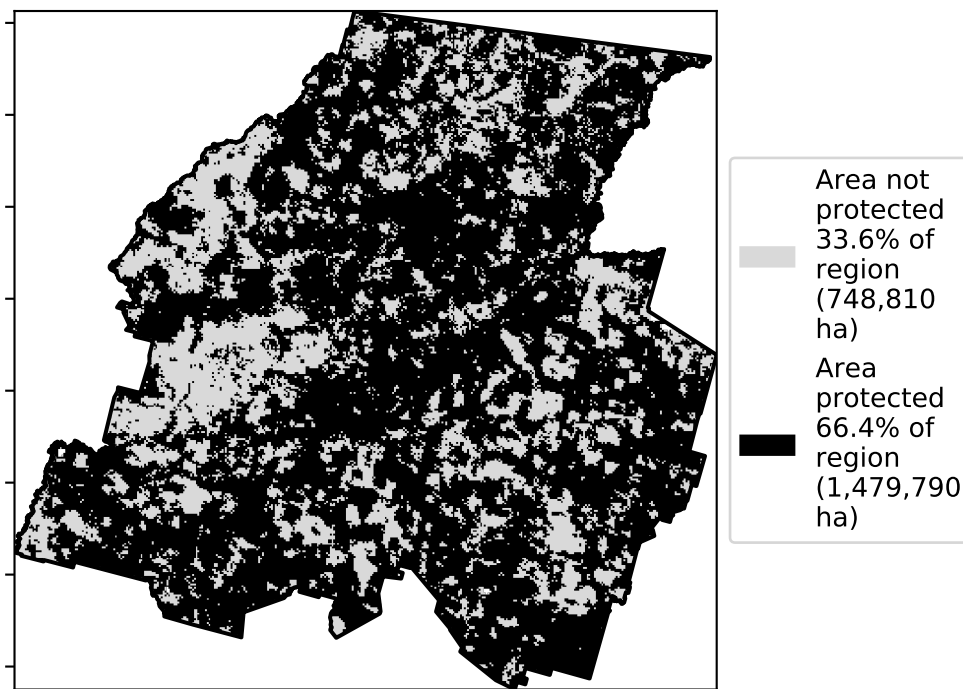 Area not
protected
33.6% of
region
(748,810
ha)
Area
protected
66.4% of
region
(1,479,790
ha)